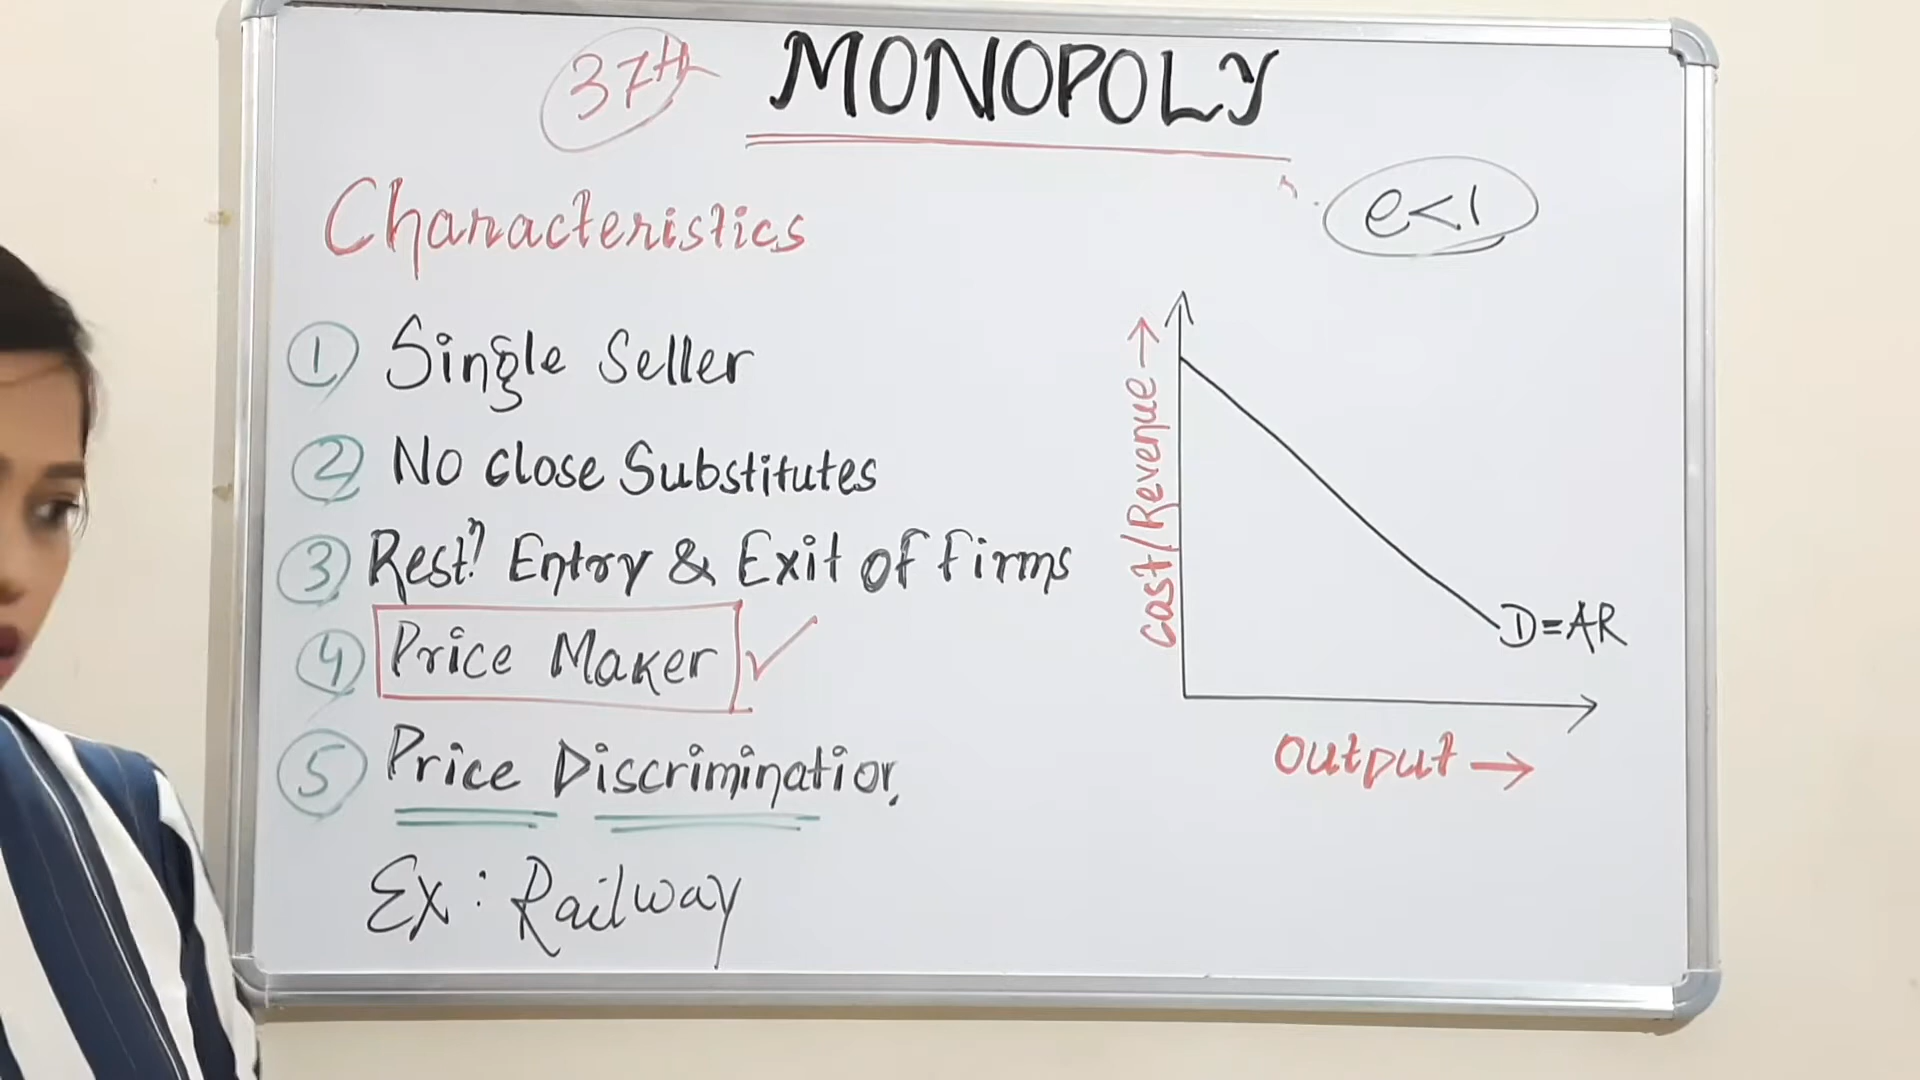 37th MONOPOLY
Characteristics
e<1
① Single Seller
② No close Substitutes
③ Restⁿ. Entry & Exit of firms
④ Price Maker ✓
⑤ Price Discrimination
Ex: Railway
Cost/Revenue →
D=AR
Output →